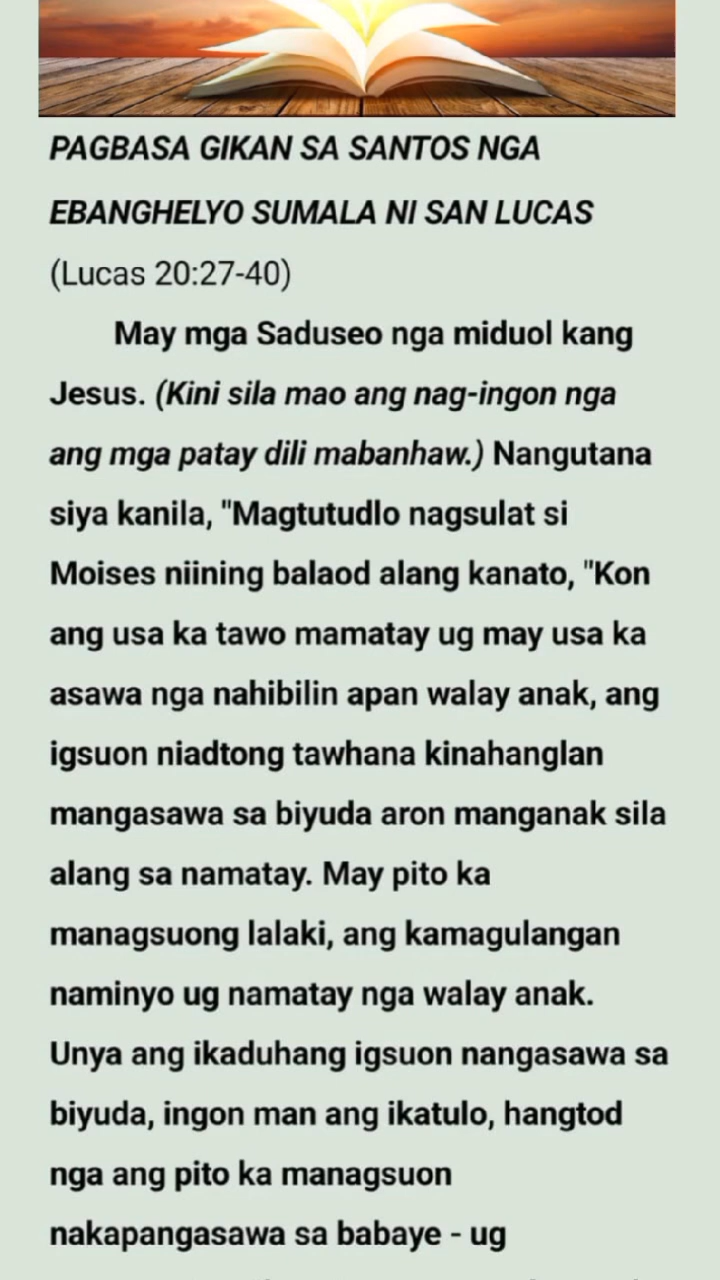 PAGBASA GIKAN SA SANTOS NGA
EBANGHELYO SUMALA NI SAN LUCAS
(Lucas 20:27-40)
May mga Saduseo nga miduol kang
Jesus. (Kini sila mao ang nag-ingon nga
ang mga patay dili mabanhaw.) Nangutana
siya kanila, "Magtutudlo nagsulat si
Moises niining balaod alang kanato, "Kon
ang usa ka tawo mamatay ug may usa ka
asawa nga nahibilin apan walay anak, ang
igsuon niadtong tawhana kinahanglan
mangasawa sa biyuda aron manganak sila
alang sa namatay. May pito ka
managsuong lalaki, ang kamagulangan
naminyo ug namatay nga walay anak.
Unya ang ikaduhang igsuon nangasawa sa
biyuda, ingon man ang ikatulo, hangtod
nga ang pito ka managsuon
nakapangasawa sa babaye - ug